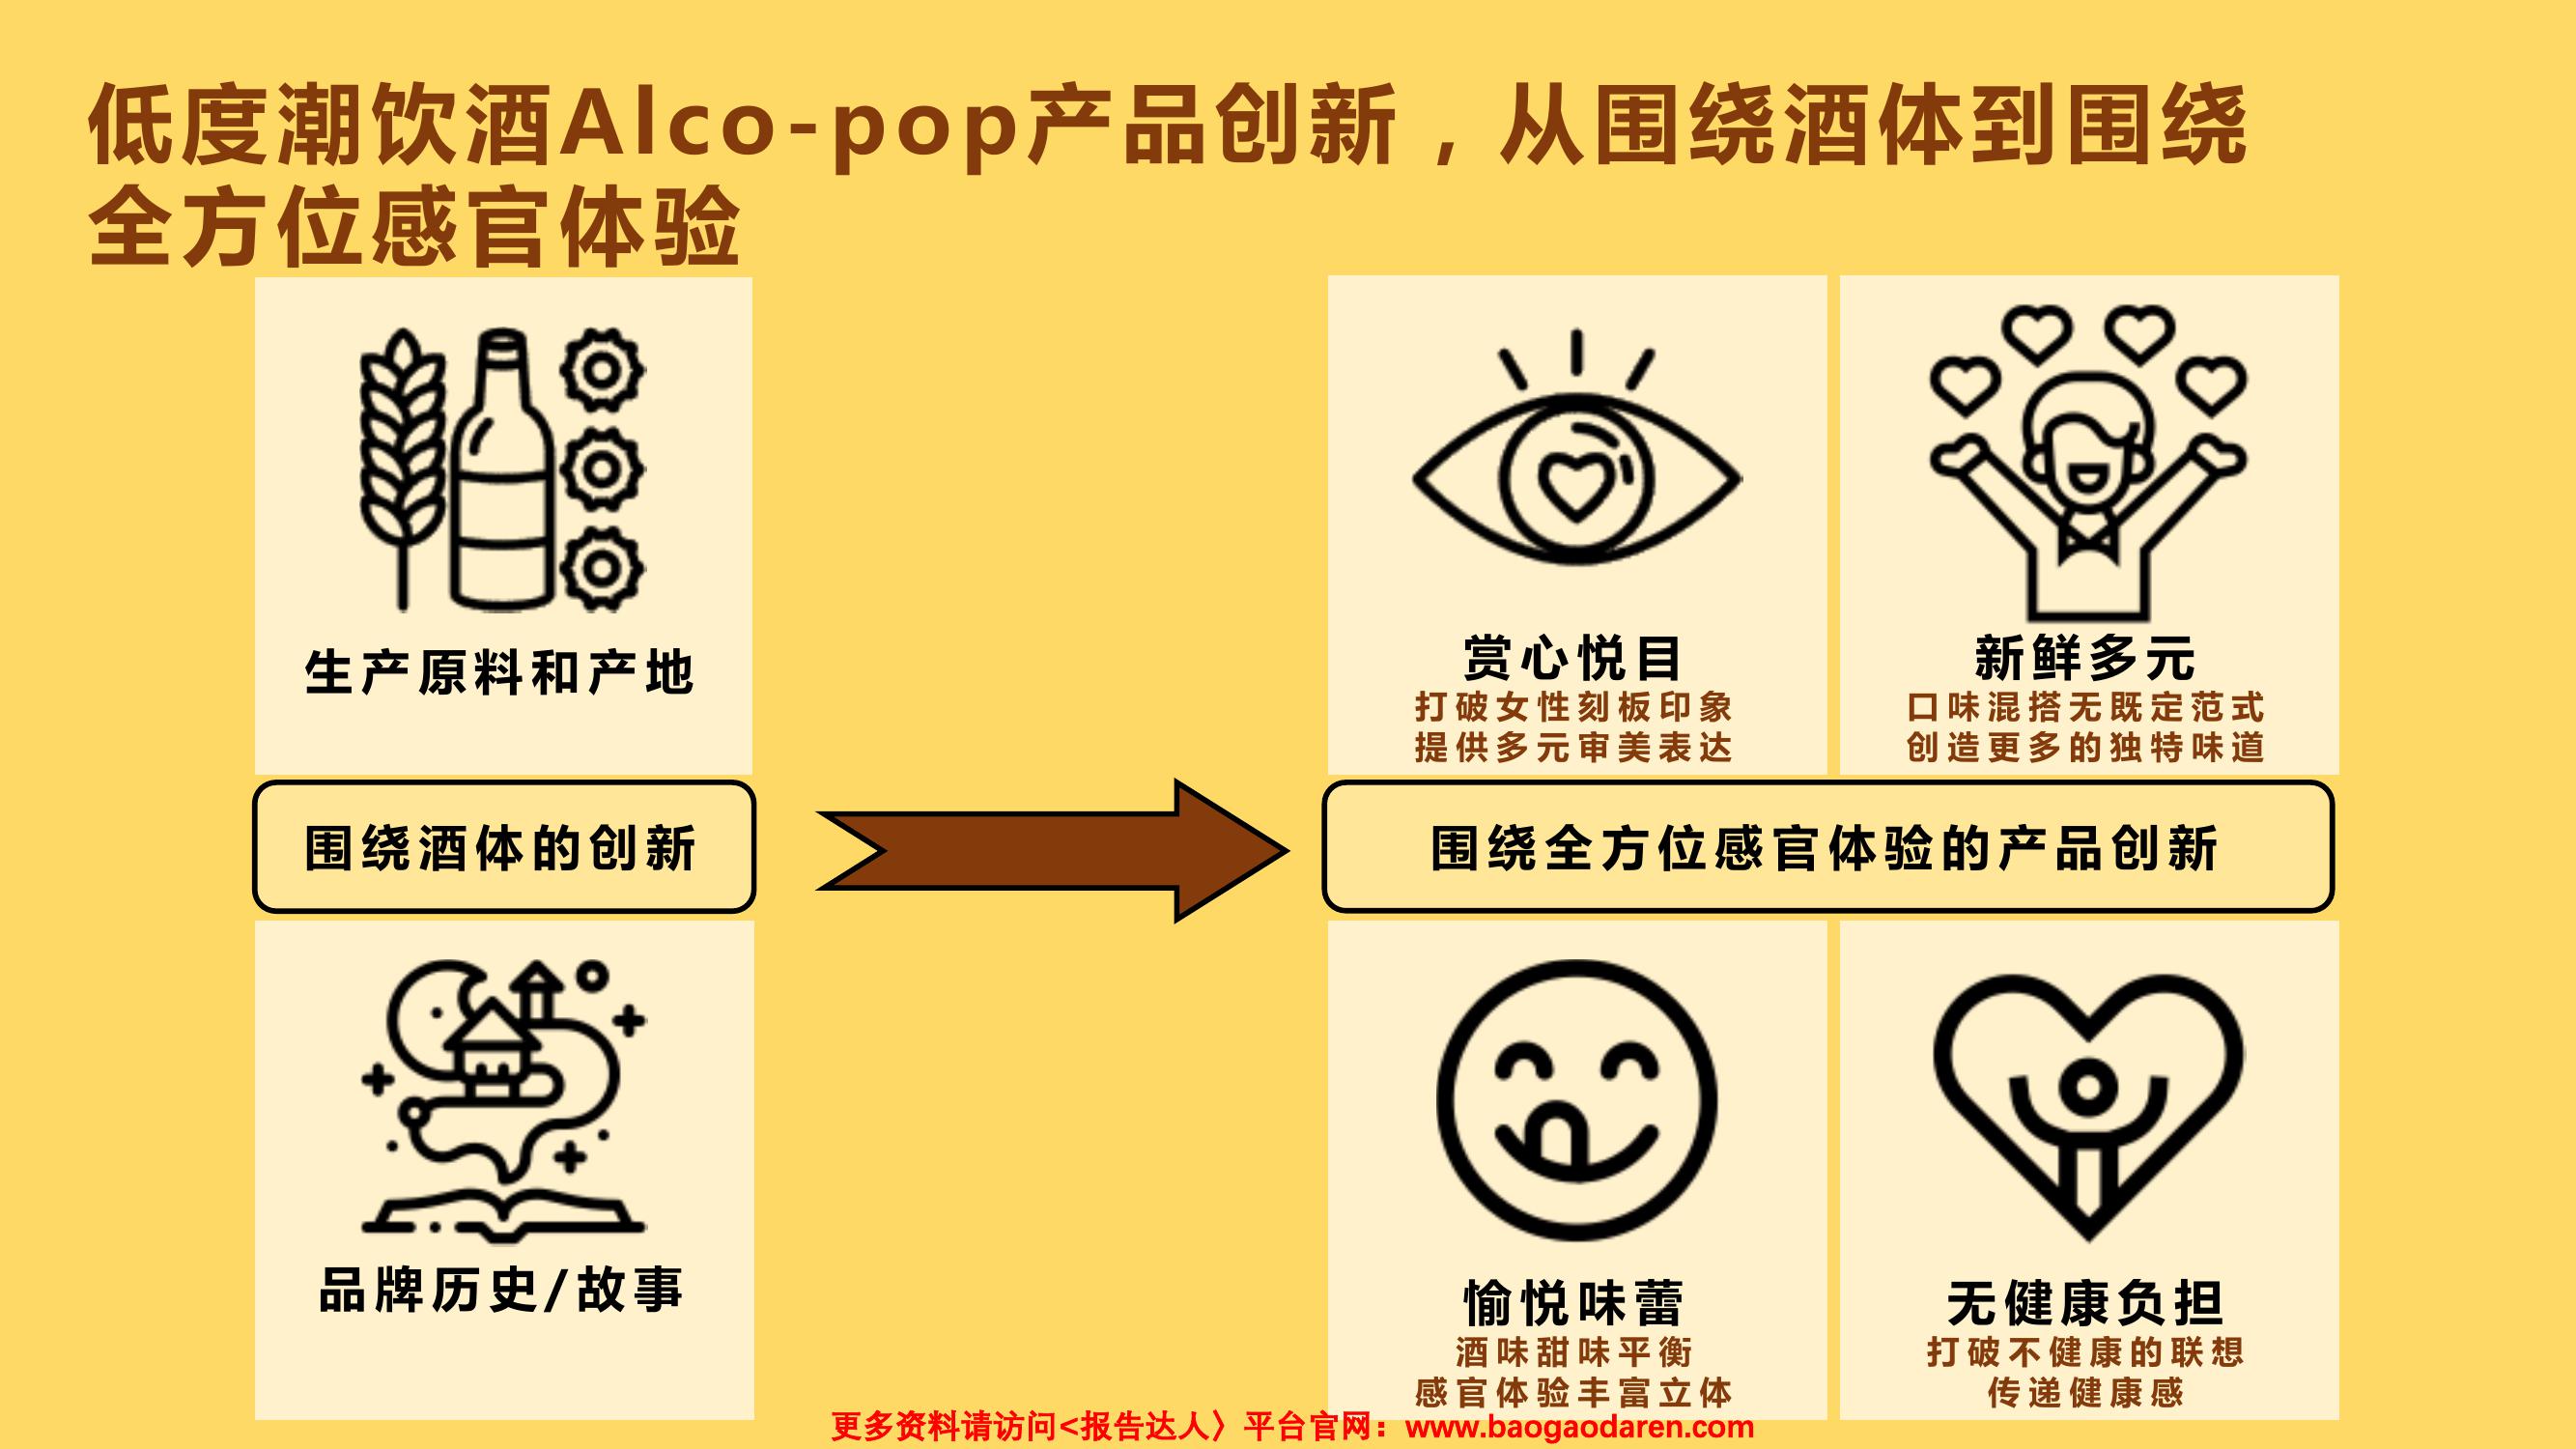 低度潮饮酒Alco-pop产品创新，从围绕酒体到围绕
全方位感官体验
生产原料和产地
围绕酒体的创新
品牌历史/故事
赏心悦目
打破女性刻板印象
提供多元审美表达
新鲜多元
口味混搭无既定范式
创造更多的独特味道
围绕全方位感官体验的产品创新
愉悦味蕾
酒味甜味平衡
感官体验丰富立体
无健康负担
打破不健康的联想
传递健康感
更多资料请访问<报告达人〉平台官网：www.baogaodaren.com